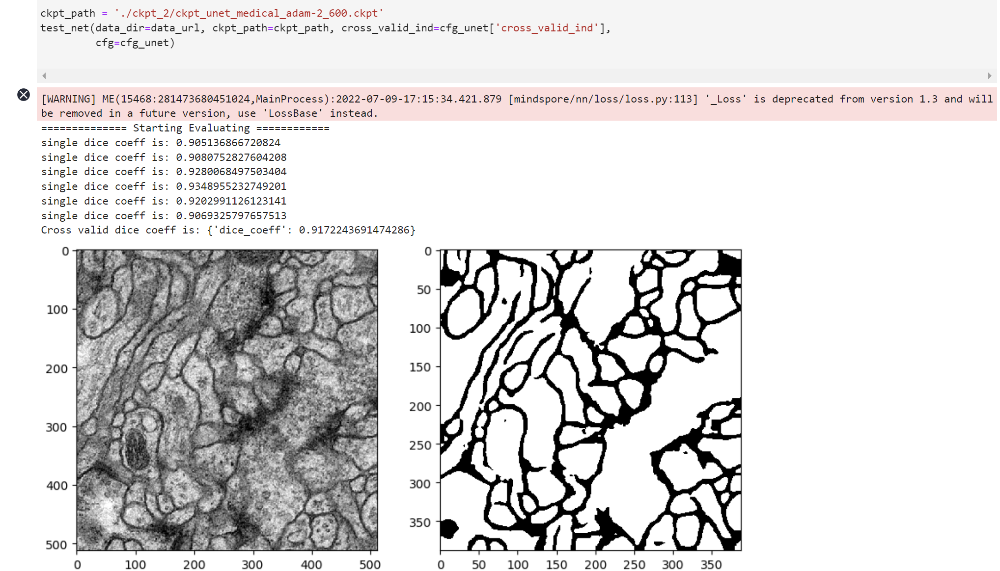 ckpt_path = './ckpt_2/ckpt_unet_medical_adam-2_600.ckpt'
test_net(data_dir=data_url, ckpt_path=ckpt_path, cross_valid_ind=cfg_unet['cross_valid_ind'],
         cfg=cfg_unet)
[WARNING] ME(15468:281473680451024,MainProcess):2022-07-09-17:15:34.421.879 [mindspore/nn/loss/loss.py:113] '_Loss' is deprecated from version 1.3 and will
be removed in a future version, use 'LossBase' instead.
============== Starting Evaluating ============
single dice coeff is: 0.905136866720824
single dice coeff is: 0.9080752827604208
single dice coeff is: 0.9280068497503404
single dice coeff is: 0.9348955232749201
single dice coeff is: 0.9202991126123141
single dice coeff is: 0.9069325797657513
Cross valid dice coeff is: {'dice_coeff': 0.9172243691474286}
0
100
200
300
400
500
0 100 200 300 400 500
0
50
100
150
200
250
300
350
0 50 100 150 200 250 300 350